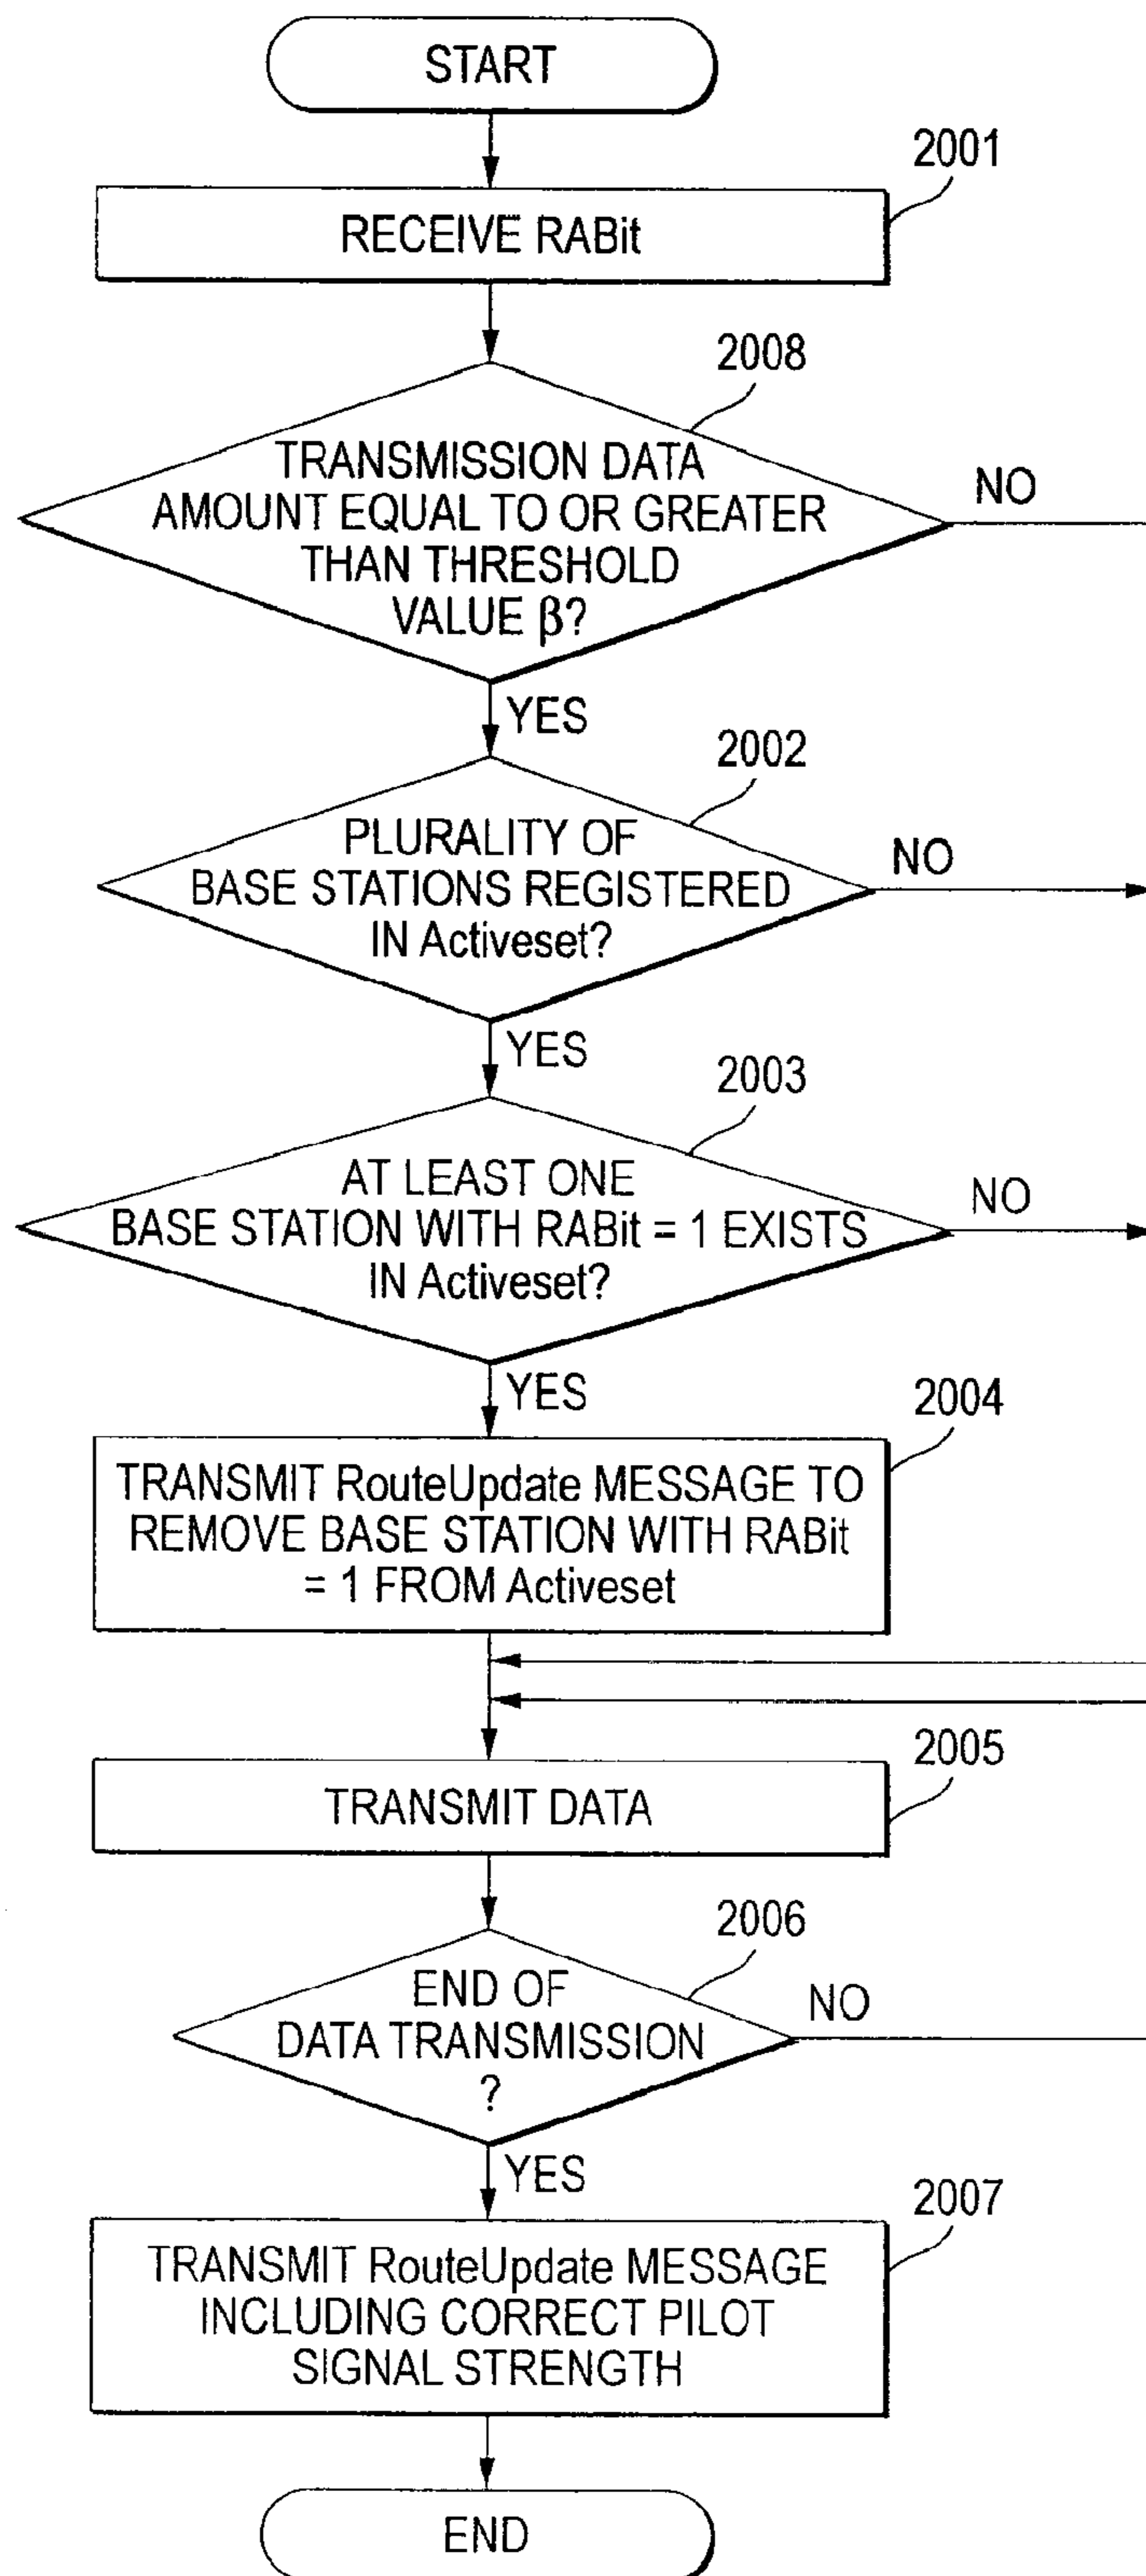 START
2001
RECEIVE RABit
2008
TRANSMISSION DATA
AMOUNT EQUAL TO OR GREATER
THAN THRESHOLD
VALUE β?
NO
YES
2002
PLURALITY OF
BASE STATIONS REGISTERED
IN Activeset?
NO
YES
2003
AT LEAST ONE
BASE STATION WITH RABit = 1 EXISTS
IN Activeset?
NO
YES
2004
TRANSMIT RouteUpdate MESSAGE TO
REMOVE BASE STATION WITH RABit
= 1 FROM Activeset
2005
TRANSMIT DATA
2006
END OF
DATA TRANSMISSION
?
NO
YES
2007
TRANSMIT RouteUpdate MESSAGE
INCLUDING CORRECT PILOT
SIGNAL STRENGTH
END